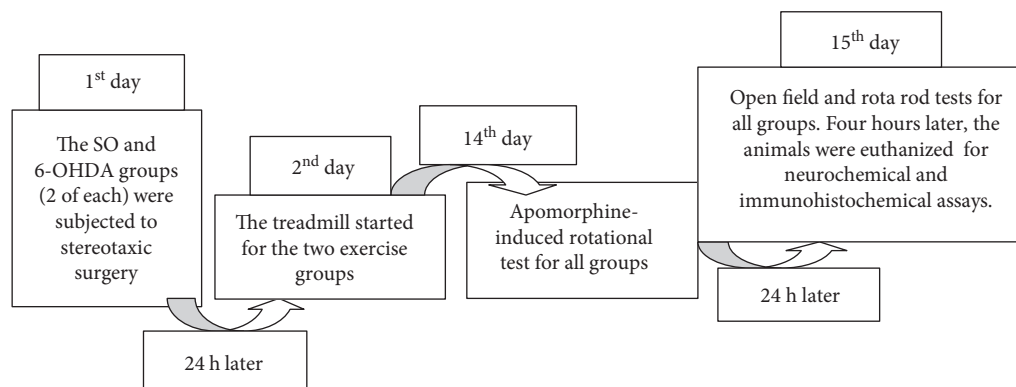 1st day
The SO and
6-OHDA groups
(2 of each) were
subjected to
stereotaxic
surgery
24 h later
2nd day
The treadmill started
for the two exercise
groups
14th day
Apomorphine-
induced rotational
test for all groups
24 h later
15th day
Open field and rota rod tests for
all groups. Four hours later, the
animals were euthanized for
neurochemical and
immunohistochemical assays.